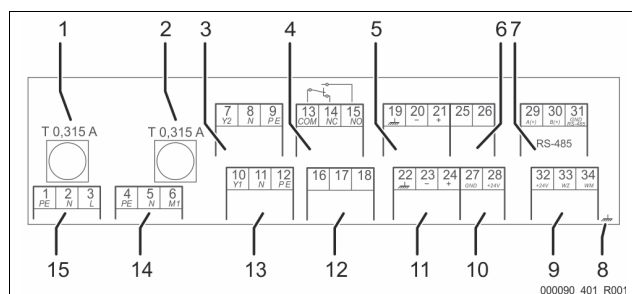 1 2 3 4 5 6 7
T 0,315 A T 0,315 A
7 8 9 13 14 15 19 20 21 25 26 29 30 31
Y2 N PE COM NC NO − + A(+) B(+) GND RS-485
RS-485
10 11 12 16 17 18 22 23 24 27 28 32 33 34
Y1 N PE − + GND +24V +24V WZ WM
1 2 3 4 5 6
PE N L PE N M1
15 14 13 12 11 10 9 8
000090_401_R001